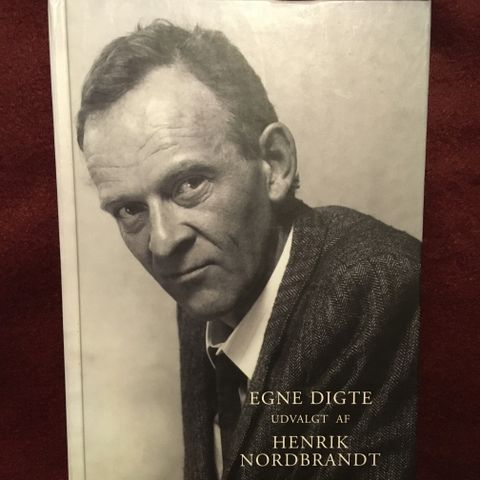 EGNE DIGTE
UDVALGT AF
HENRIK
NORDBRANDT